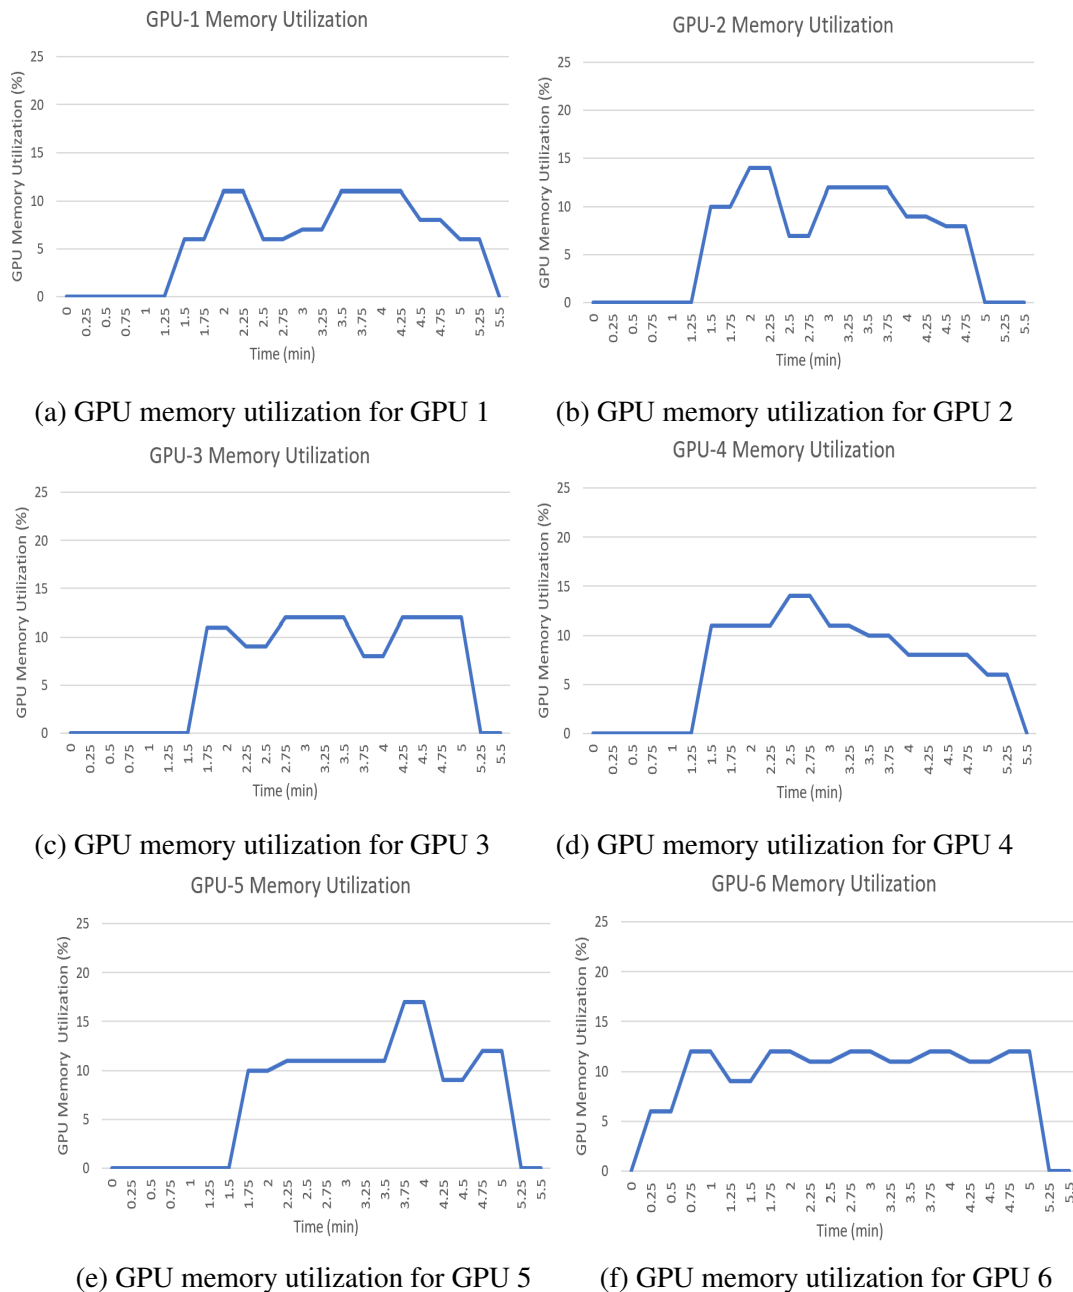 GPU-1 Memory Utilization
GPU Memory Utilization (%)
25
20
15
10
5
0
0 0.25 0.5 0.75 1 1.25 1.5 1.75 2 2.25 2.5 2.75 3 3.25 3.5 3.75 4 4.25 4.5 4.75 5 5.25 5.5
Time (min)
(a) GPU memory utilization for GPU 1
GPU-2 Memory Utilization
GPU Memory Utilization (%)
25
20
15
10
5
0
0 0.25 0.5 0.75 1 1.25 1.5 1.75 2 2.25 2.5 2.75 3 3.25 3.5 3.75 4 4.25 4.5 4.75 5 5.25 5.5
Time (min)
(b) GPU memory utilization for GPU 2
GPU-3 Memory Utilization
GPU Memory Utilization (%)
25
20
15
10
5
0
0 0.25 0.5 0.75 1 1.25 1.5 1.75 2 2.25 2.5 2.75 3 3.25 3.5 3.75 4 4.25 4.5 4.75 5 5.25 5.5
Time (min)
(c) GPU memory utilization for GPU 3
GPU-4 Memory Utilization
GPU Memory Utilization (%)
25
20
15
10
5
0
0 0.25 0.5 0.75 1 1.25 1.5 1.75 2 2.25 2.5 2.75 3 3.25 3.5 3.75 4 4.25 4.5 4.75 5 5.25 5.5
Time (min)
(d) GPU memory utilization for GPU 4
GPU-5 Memory Utilization
GPU Memory Utilization (%)
25
20
15
10
5
0
0 0.25 0.5 0.75 1 1.25 1.5 1.75 2 2.25 2.5 2.75 3 3.25 3.5 3.75 4 4.25 4.5 4.75 5 5.25 5.5
Time (min)
(e) GPU memory utilization for GPU 5
GPU-6 Memory Utilization
GPU Memory Utilization (%)
25
20
15
10
5
0
0 0.25 0.5 0.75 1 1.25 1.5 1.75 2 2.25 2.5 2.75 3 3.25 3.5 3.75 4 4.25 4.5 4.75 5 5.25 5.5
Time (min)
(f) GPU memory utilization for GPU 6